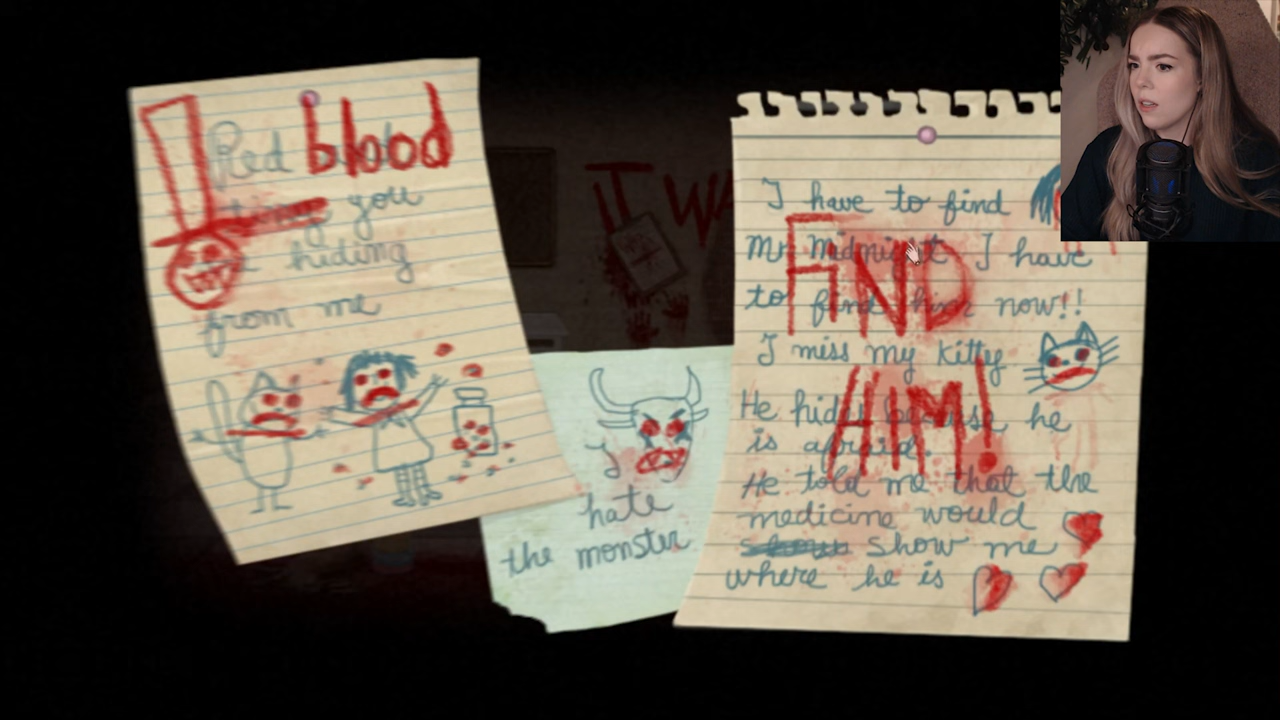 Red blood
you
hiding
from me
I WA
I
hate
the monster
I have to find
Mr Midnight I have
to find him now!!
I miss my kitty
He hides because he
is afraid.
He told me that the
medicine would
show me
where he is
FIND
HIM!